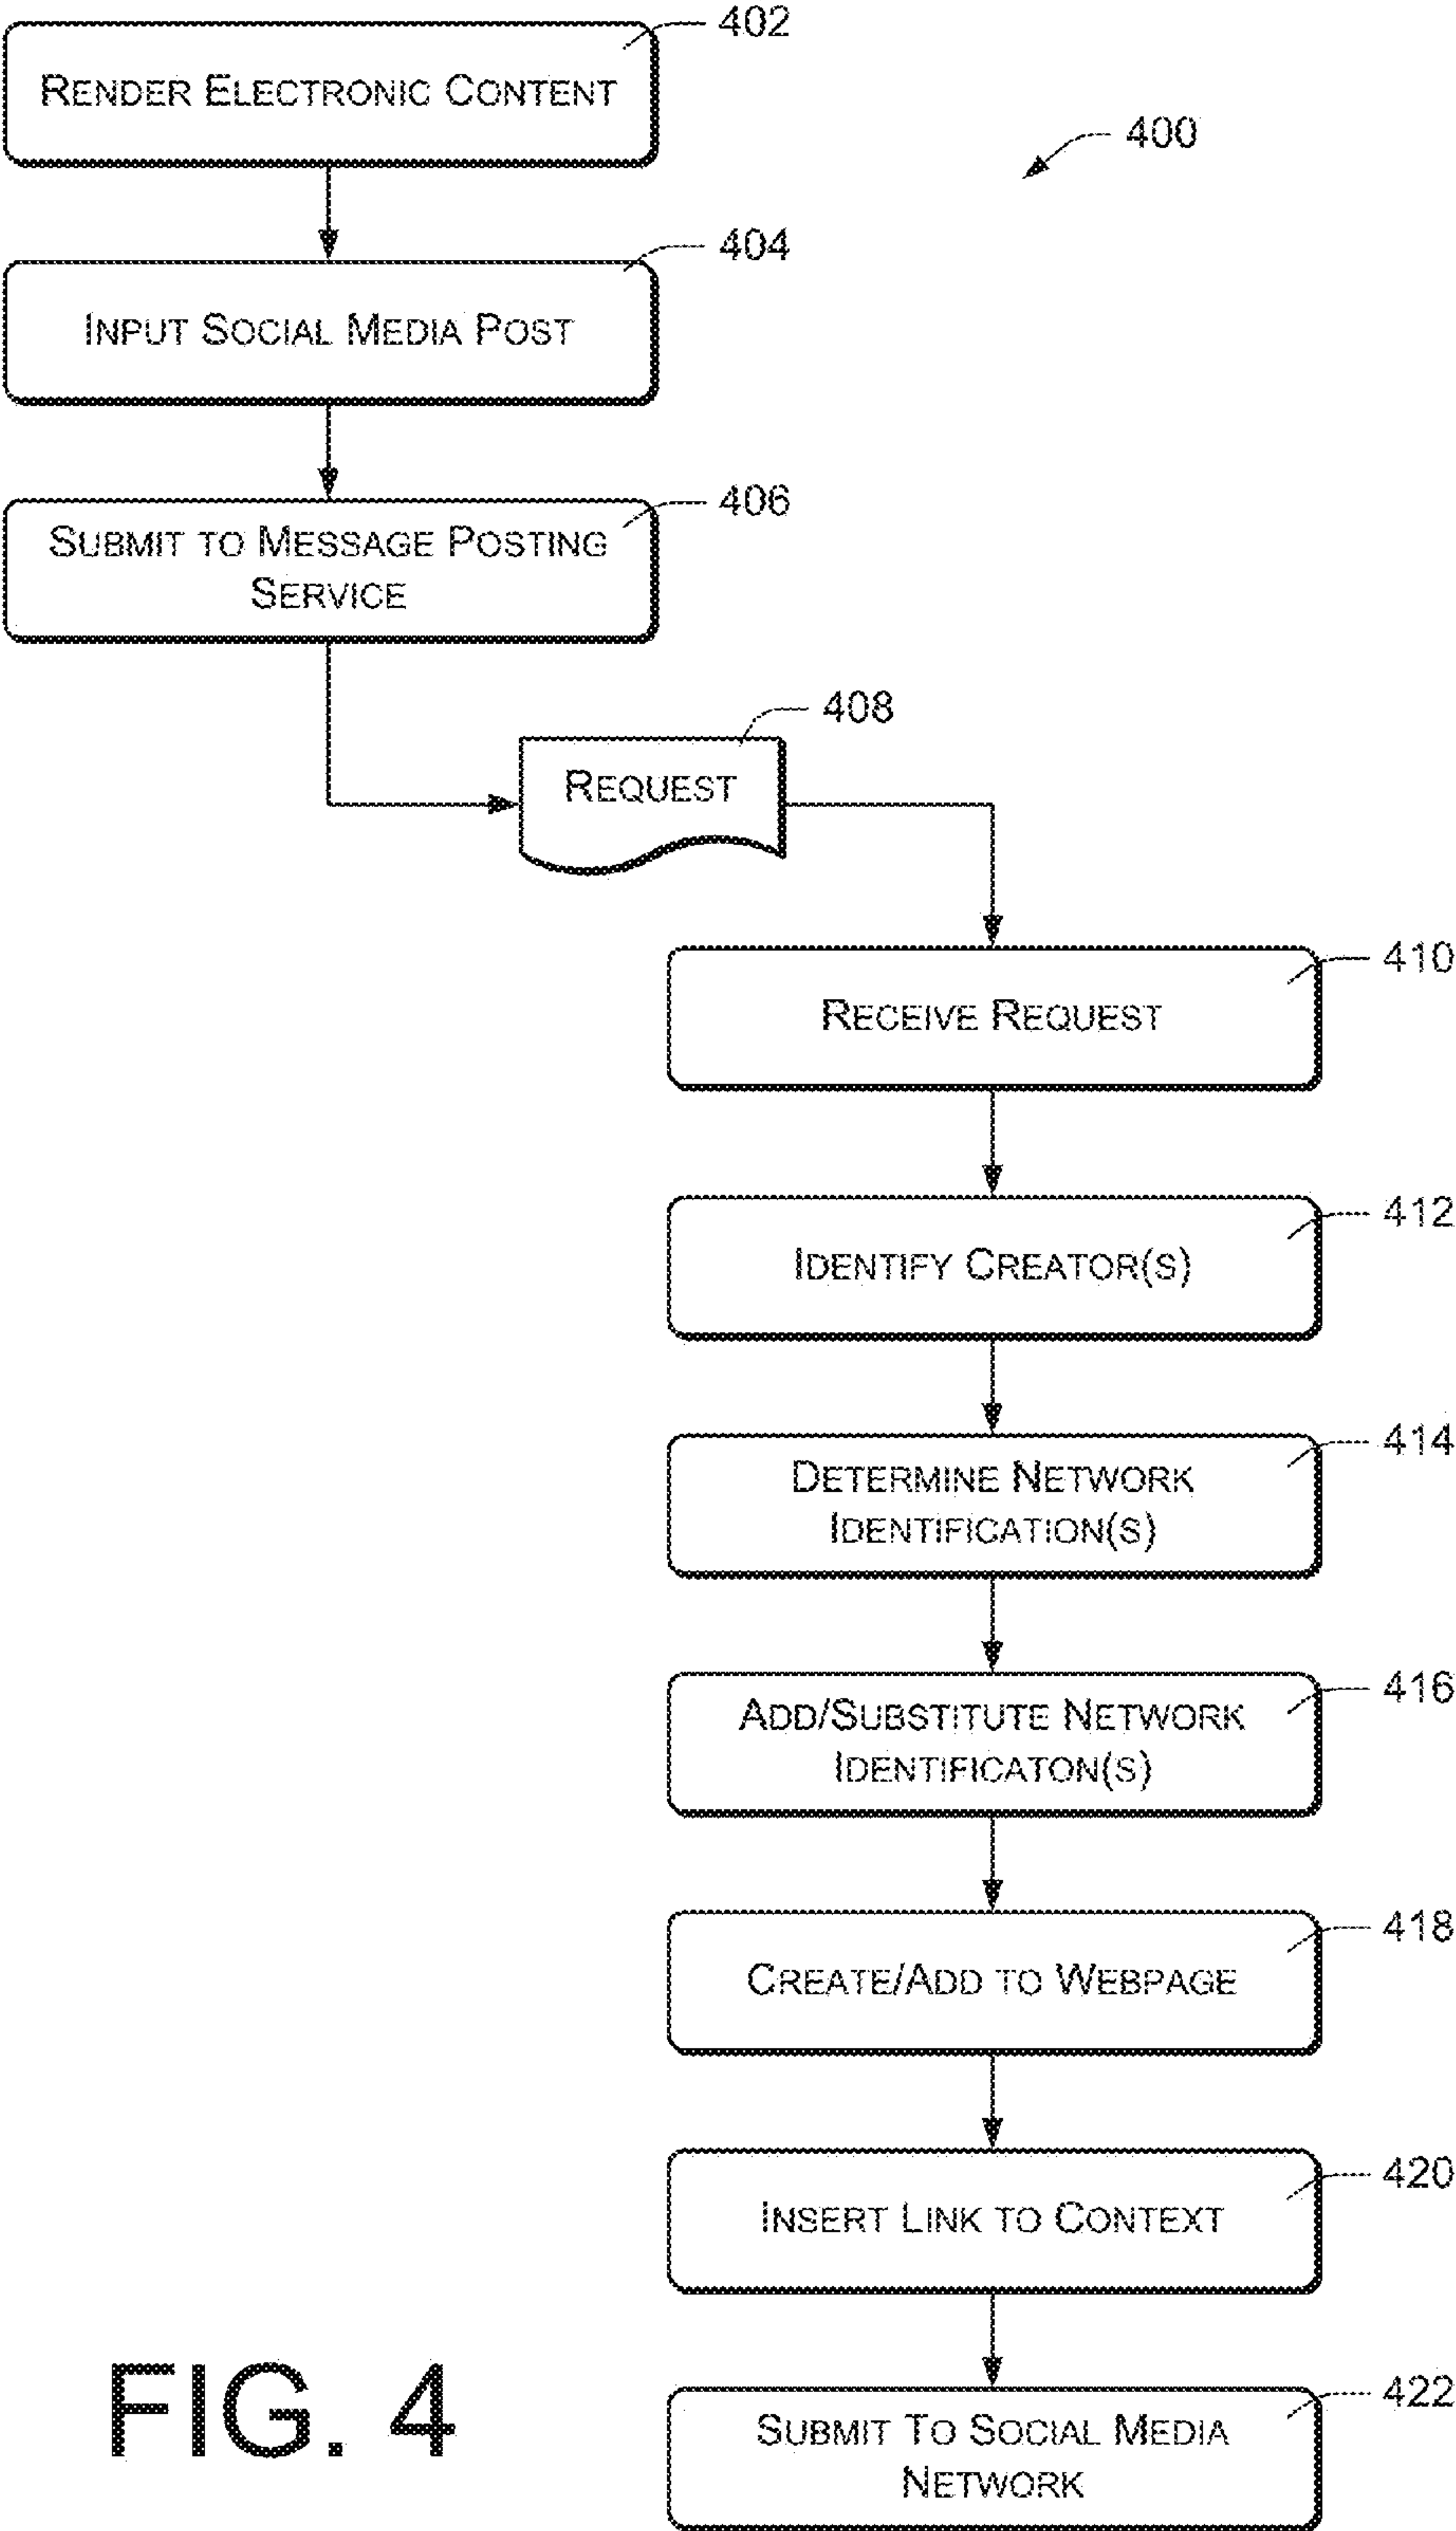 402
RENDER ELECTRONIC CONTENT
400
404
INPUT SOCIAL MEDIA POST
406
SUBMIT TO MESSAGE POSTING
SERVICE
408
REQUEST
410
RECEIVE REQUEST
412
IDENTIFY CREATOR(S)
414
DETERMINE NETWORK
IDENTIFICATION(S)
416
ADD/SUBSTITUTE NETWORK
IDENTIFICATON(S)
418
CREATE/ADD TO WEBPAGE
420
INSERT LINK TO CONTEXT
422
SUBMIT TO SOCIAL MEDIA
NETWORK
FIG. 4